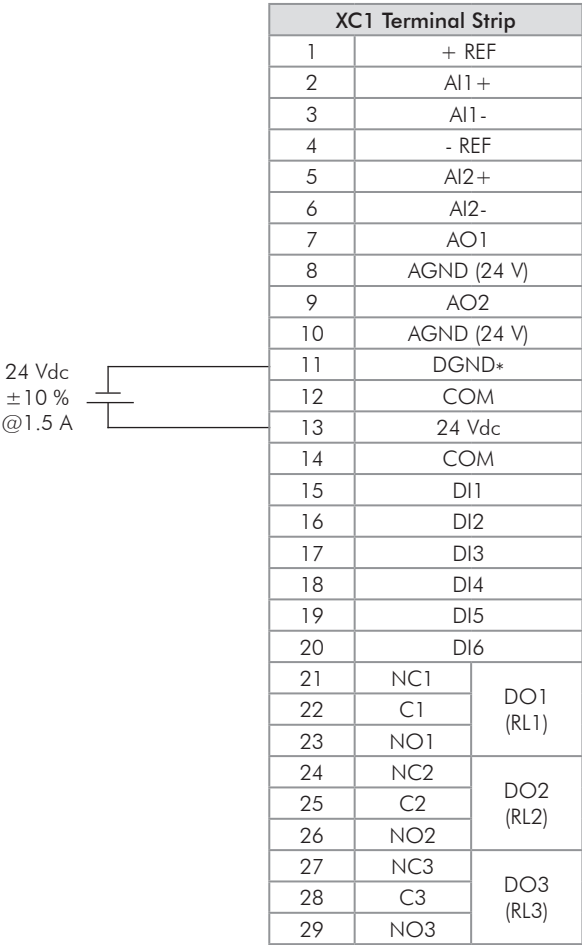 XC1 Terminal Strip
1 + REF
2 AI1+
3 AI1-
4 - REF
5 AI2+
6 AI2-
7 AO1
8 AGND (24 V)
9 AO2
10 AGND (24 V)
11 DGND*
12 COM
13 24 Vdc
14 COM
15 DI1
16 DI2
17 DI3
18 DI4
19 DI5
20 DI6
21 NC1
22 C1
23 NO1
DO1
(RL1)
24 NC2
25 C2
26 NO2
DO2
(RL2)
27 NC3
28 C3
29 NO3
DO3
(RL3)
24 Vdc
±10 %
@1.5 A